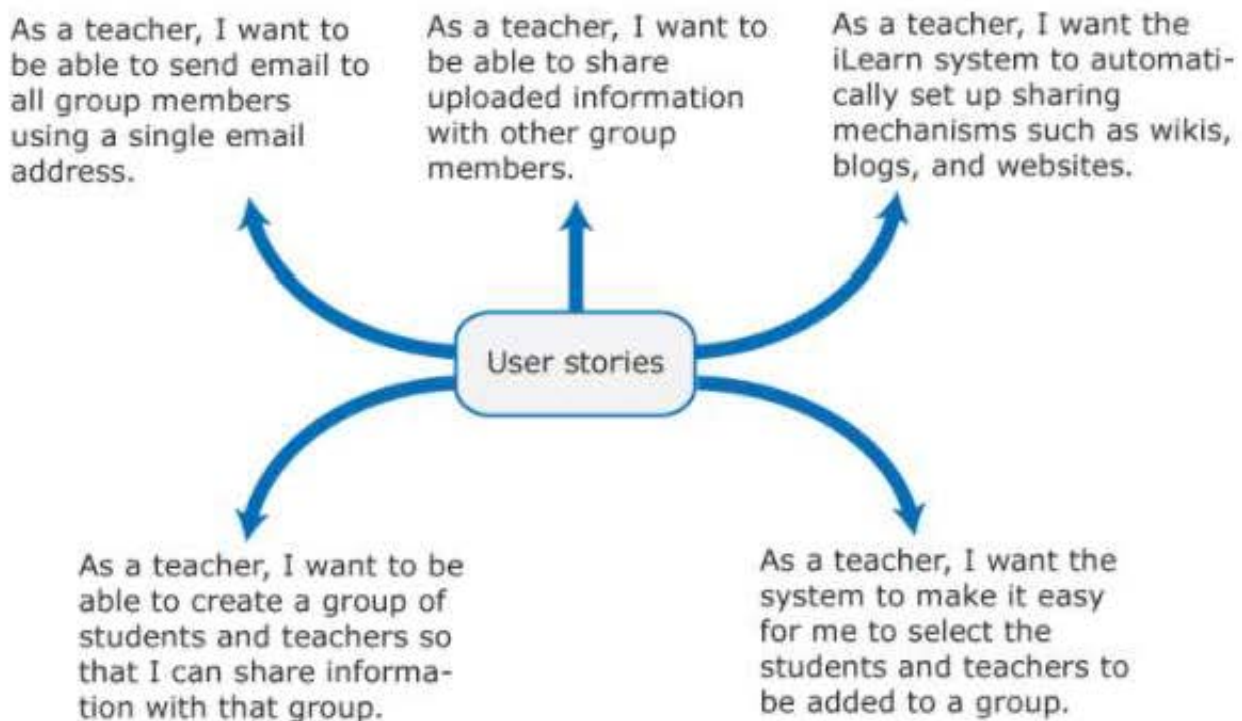 As a teacher, I want to
be able to send email to
all group members
using a single email
address.
As a teacher, I want to
be able to share
uploaded information
with other group
members.
As a teacher, I want the
iLearn system to automati-
cally set up sharing
mechanisms such as wikis,
blogs, and websites.
User stories
As a teacher, I want to be
able to create a group of
students and teachers so
that I can share informa-
tion with that group.
As a teacher, I want the
system to make it easy
for me to select the
students and teachers to
be added to a group.